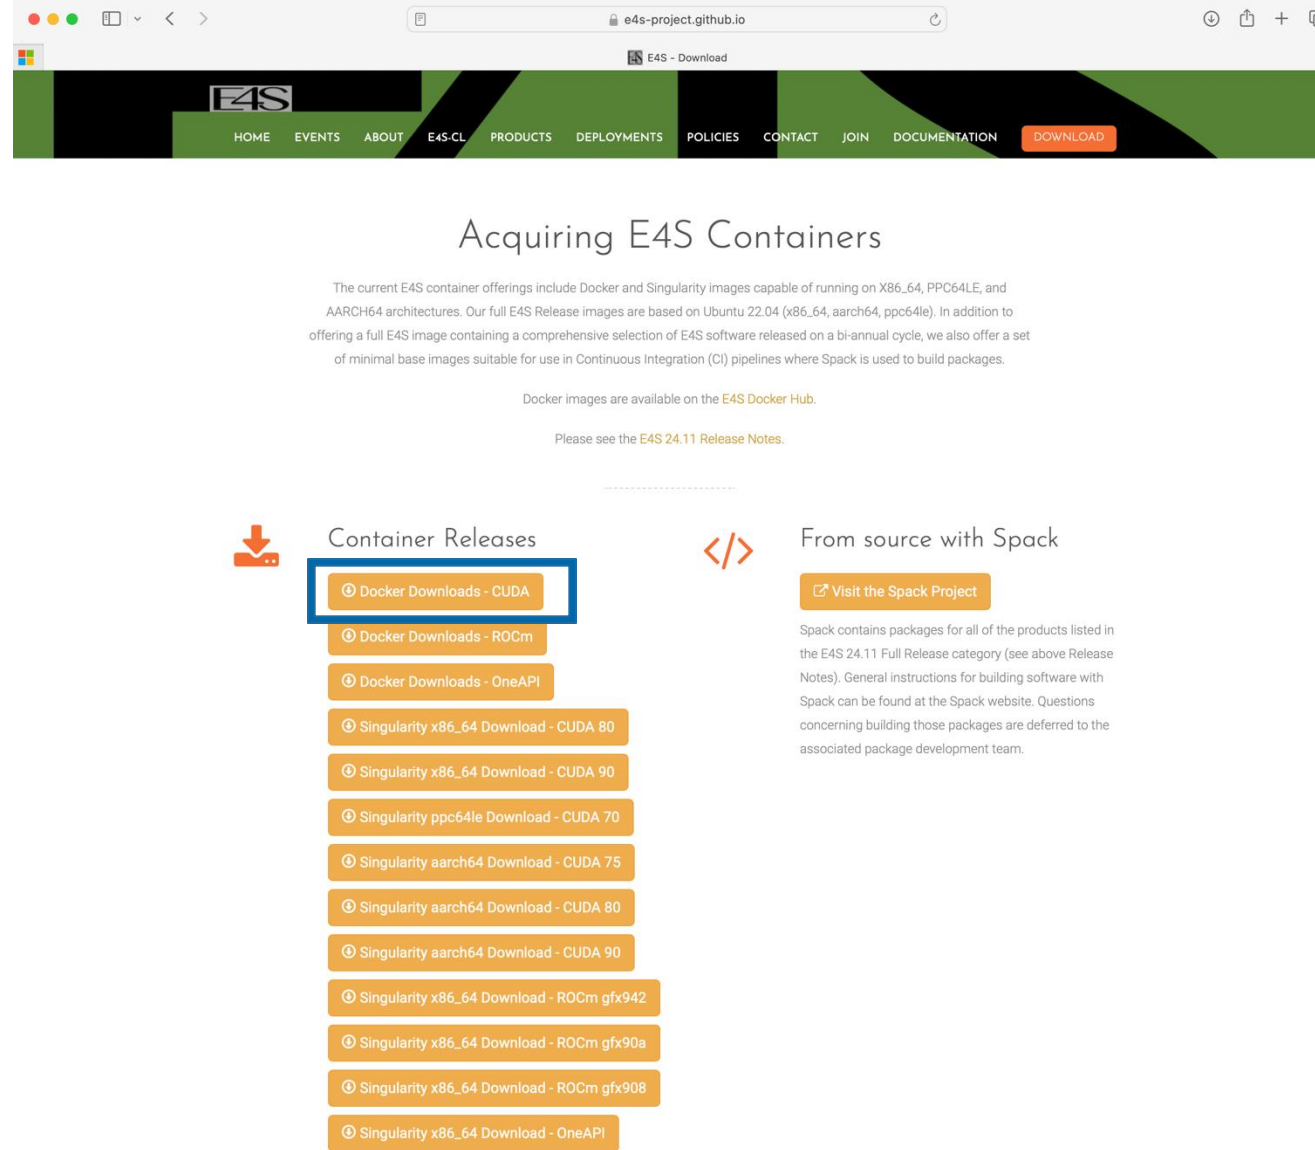 e4s-project.github.io
E4S - Download
E4S
HOME EVENTS ABOUT E4S-CL PRODUCTS DEPLOYMENTS POLICIES CONTACT JOIN DOCUMENTATION DOWNLOAD
Acquiring E4S Containers
The current E4S container offerings include Docker and Singularity images capable of running on X86_64, PPC64LE, and
AARCH64 architectures. Our full E4S Release images are based on Ubuntu 22.04 (x86_64, aarch64, ppc64le). In addition to
offering a full E4S image containing a comprehensive selection of E4S software released on a bi-annual cycle, we also offer a set
of minimal base images suitable for use in Continuous Integration (CI) pipelines where Spack is used to build packages.
Docker images are available on the E4S Docker Hub.
Please see the E4S 24.11 Release Notes.
Container Releases
Docker Downloads - CUDA
Docker Downloads - ROCm
Docker Downloads - OneAPI
Singularity x86_64 Download - CUDA 80
Singularity x86_64 Download - CUDA 90
Singularity ppc64le Download - CUDA 70
Singularity aarch64 Download - CUDA 75
Singularity aarch64 Download - CUDA 80
Singularity aarch64 Download - CUDA 90
Singularity x86_64 Download - ROCm gfx942
Singularity x86_64 Download - ROCm gfx90a
Singularity x86_64 Download - ROCm gfx908
Singularity x86_64 Download - OneAPI
From source with Spack
Visit the Spack Project
Spack contains packages for all of the products listed in
the E4S 24.11 Full Release category (see above Release
Notes). General instructions for building software with
Spack can be found at the Spack website. Questions
concerning building those packages are deferred to the
associated package development team.